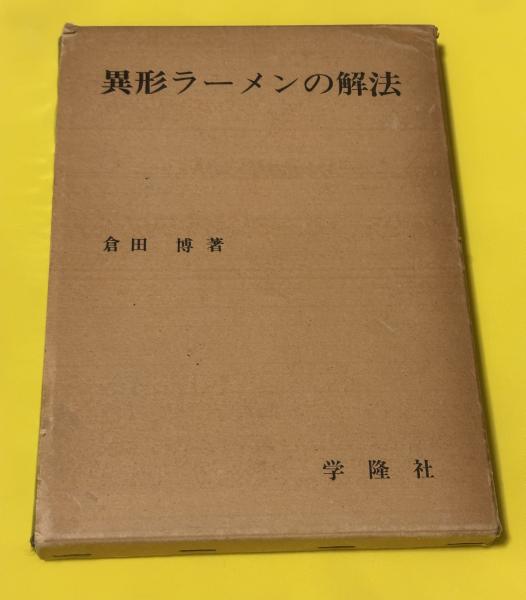 異形ラーメンの解法
倉田 博著
学隆社